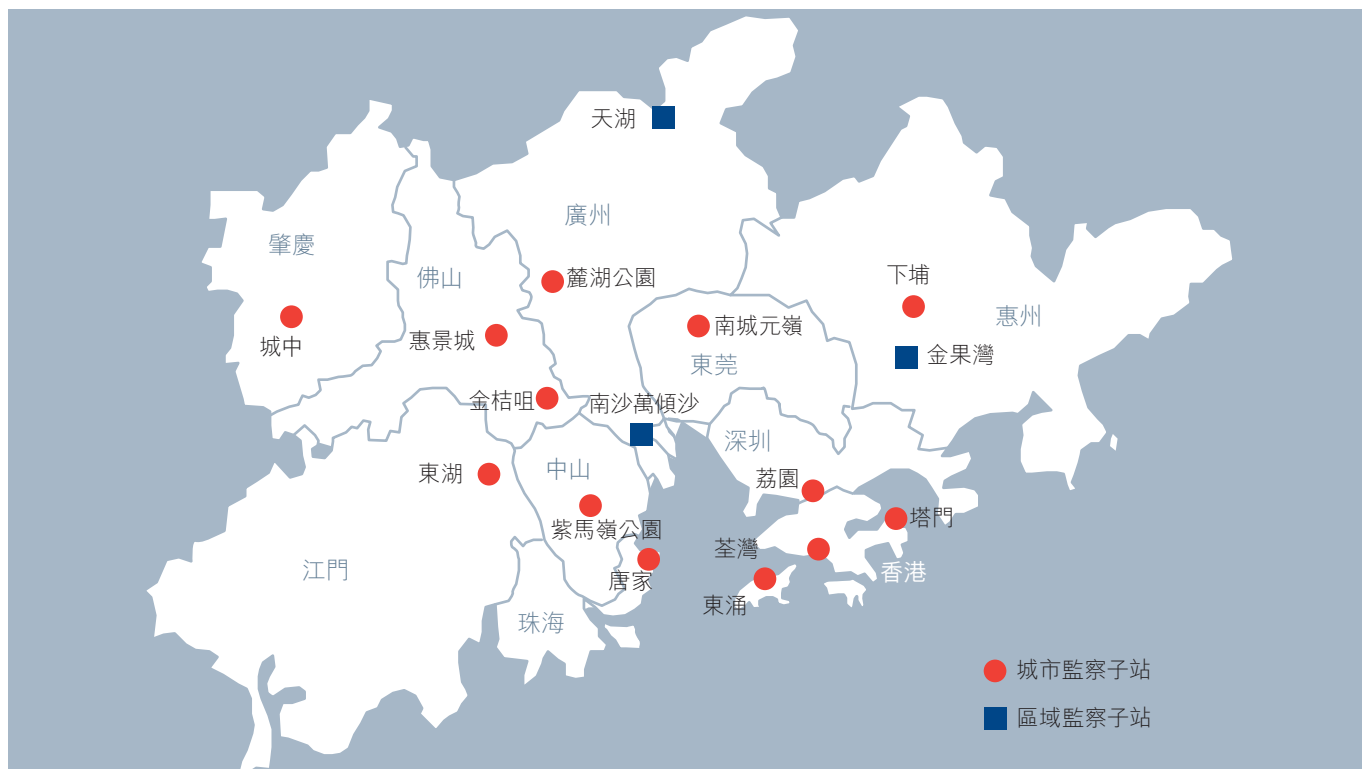 天湖
廣州
肇慶
佛山
麓湖公園
下埔
惠州
城中
惠景城
南城元嶺
東莞
金果灣
金桔咀
南沙萬傾沙
深圳
東湖
中山
荔園
紫馬嶺公園
塔門
荃灣
江門
唐家
香港
東涌
珠海
城市監察子站
區域監察子站